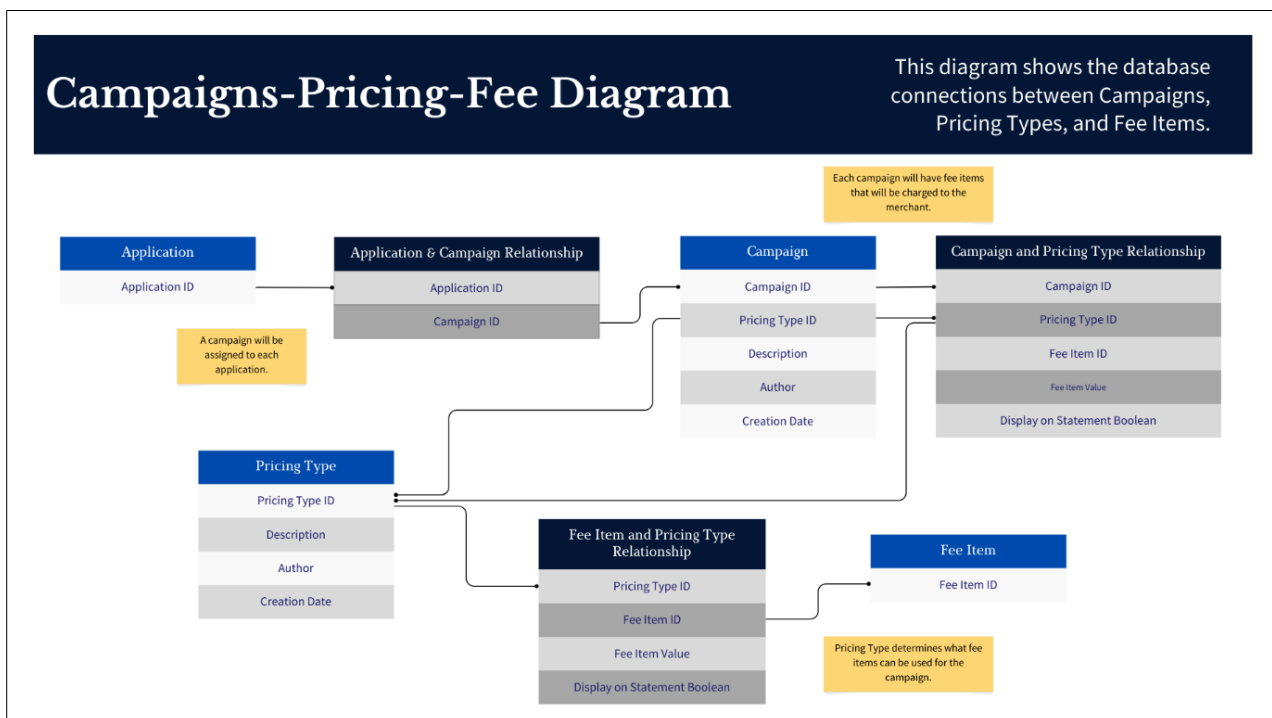 Campaigns-Pricing-Fee Diagram
This diagram shows the database
connections between Campaigns,
Pricing Types, and Fee Items.
Each campaign will have fee items
that will be charged to the
merchant.
Application
Application ID
Application & Campaign Relationship
Application ID
Campaign ID
Campaign
Campaign ID
Pricing Type ID
Description
Author
Creation Date
Campaign and Pricing Type Relationship
Campaign ID
Pricing Type ID
Fee Item ID
Fee Item Value
Display on Statement Boolean
A campaign will be
assigned to each
application.
Pricing Type
Pricing Type ID
Description
Author
Creation Date
Fee Item and Pricing Type
Relationship
Pricing Type ID
Fee Item ID
Fee Item Value
Display on Statement Boolean
Fee Item
Fee Item ID
Pricing Type determines what fee
items can be used for the
campaign.